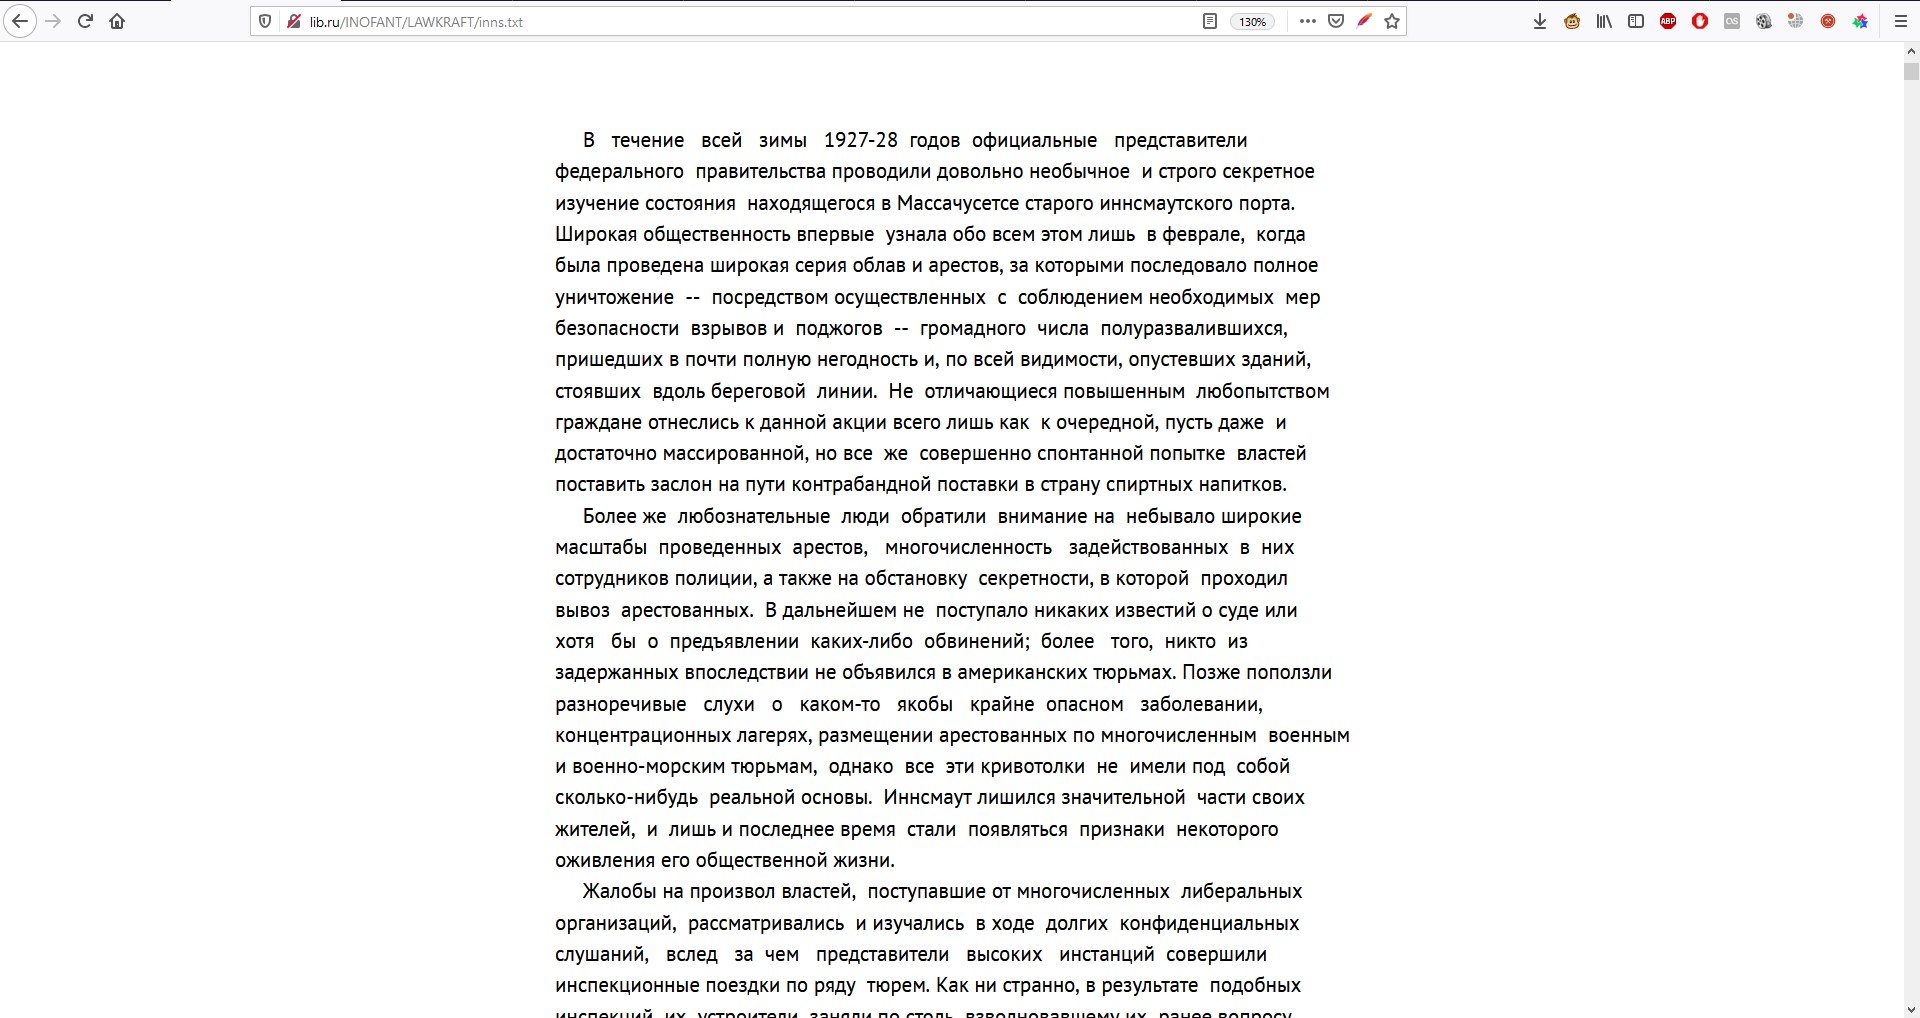 lib.ru/INOFANT/LAWKRAFT/inns.txt
130%
ABP
В течение всей зимы 1927-28 годов официальные представители
федерального правительства проводили довольно необычное и строго секретное
изучение состояния находящегося в Массачусетсе старого иннсмаутского порта.
Широкая общественность впервые узнала обо всем этом лишь в феврале, когда
была проведена широкая серия облав и арестов, за которыми последовало полное
уничтожение -- посредством осуществленных с соблюдением необходимых мер
безопасности взрывов и поджогов -- громадного числа полуразвалившихся,
пришедших в почти полную негодность и, по всей видимости, опустевших зданий,
стоявших вдоль береговой линии. Не отличающиеся повышенным любопытством
граждане отнеслись к данной акции всего лишь как к очередной, пусть даже и
достаточно массированной, но все же совершенно спонтанной попытке властей
поставить заслон на пути контрабандной поставки в страну спиртных напитков.
Более же любознательные люди обратили внимание на небывало широкие
масштабы проведенных арестов, многочисленность задействованных в них
сотрудников полиции, а также на обстановку секретности, в которой проходил
вывоз арестованных. В дальнейшем не поступало никаких известий о суде или
хотя бы о предъявлении каких-либо обвинений; более того, никто из
задержанных впоследствии не объявился в американских тюрьмах. Позже поползли
разноречивые слухи о каком-то якобы крайне опасном заболевании,
концентрационных лагерях, размещении арестованных по многочисленным военным
и военно-морским тюрьмам, однако все эти кривотолки не имели под собой
сколько-нибудь реальной основы. Иннсмаут лишился значительной части своих
жителей, и лишь и последнее время стали появляться признаки некоторого
оживления его общественной жизни.
Жалобы на произвол властей, поступавшие от многочисленных либеральных
организаций, рассматривались и изучались в ходе долгих конфиденциальных
слушаний, вслед за чем представители высоких инстанций совершили
инспекционные поездки по ряду тюрем. Как ни странно, в результате подобных
инспекций их устроители заняли по столь взволновавшему их ранее вопросу